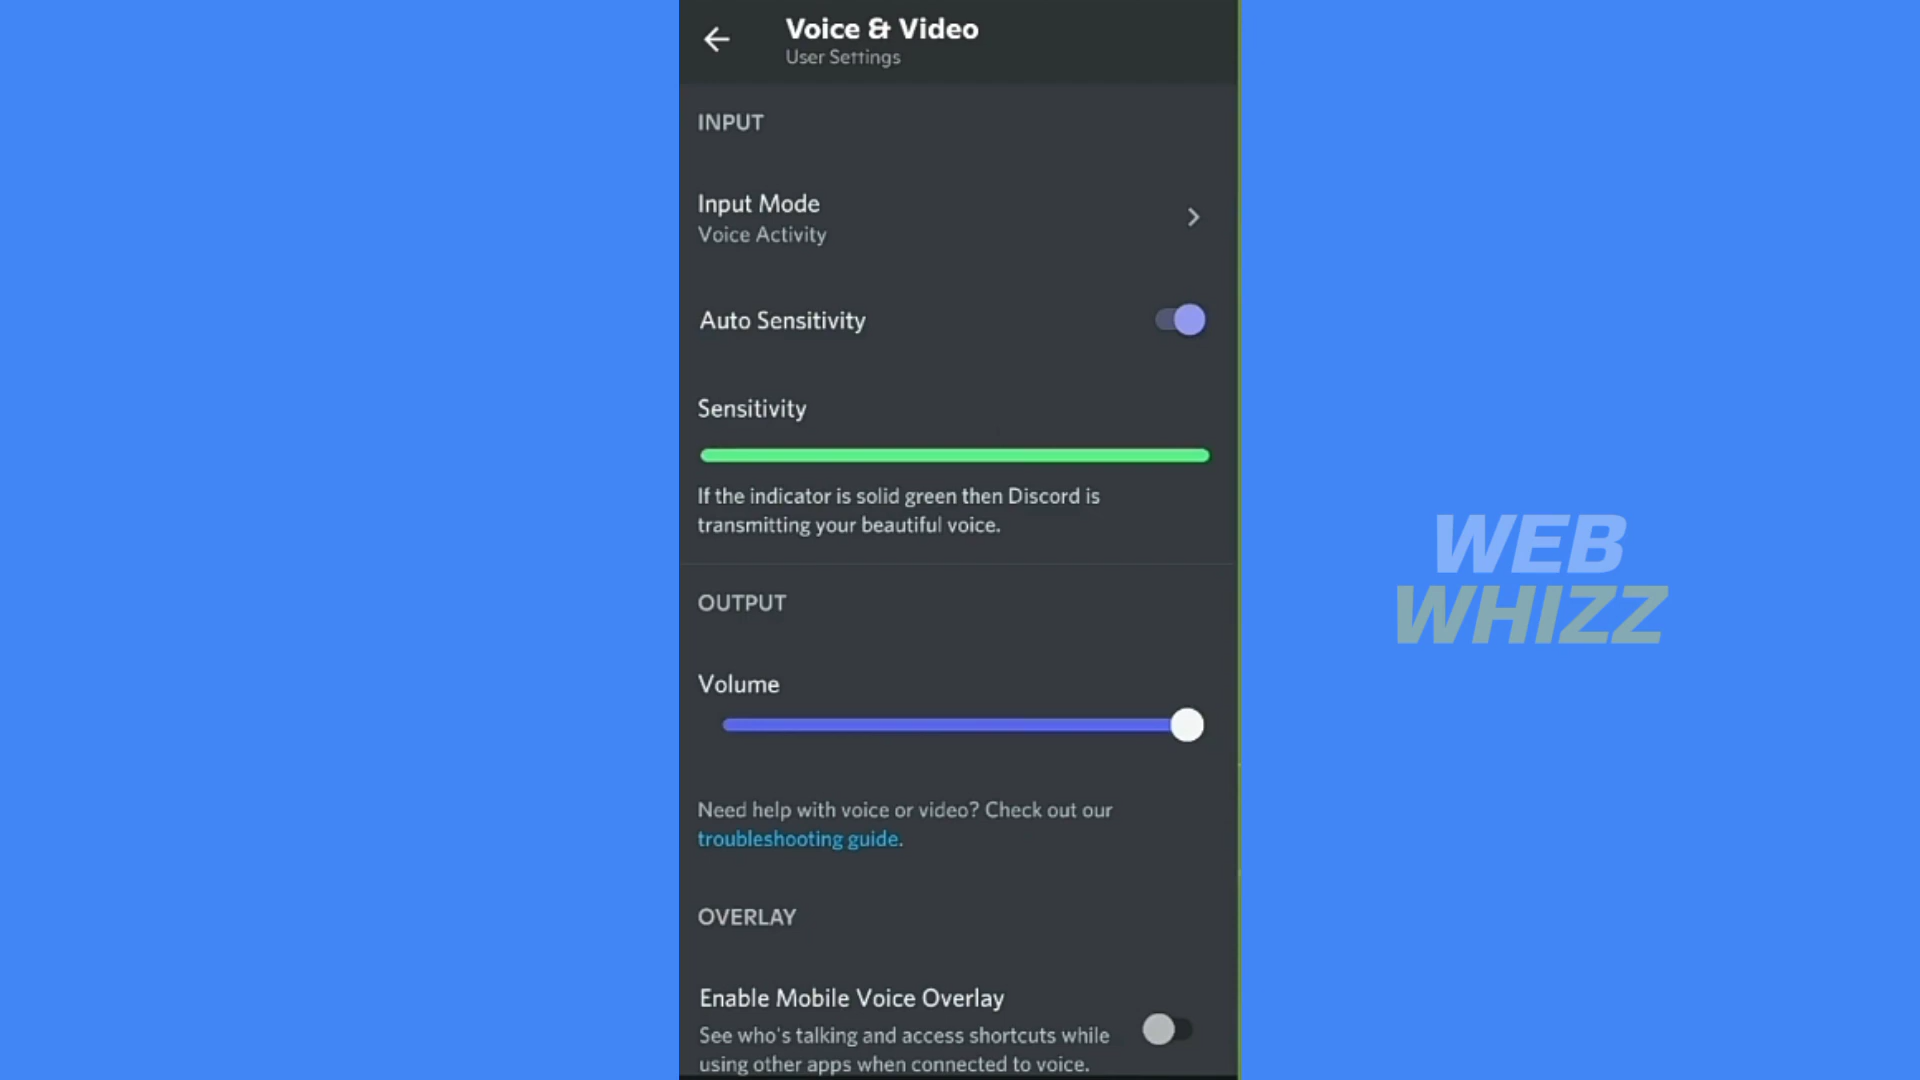 Voice & Video
User Settings
INPUT
Input Mode
Voice Activity
Auto Sensitivity
Sensitivity
If the indicator is solid green then Discord is
transmitting your beautiful voice.
OUTPUT
Volume
Need help with voice or video? Check out our
troubleshooting guide.
OVERLAY
Enable Mobile Voice Overlay
See who's talking and access shortcuts while
using other apps when connected to voice.
WEB
WHIZZ